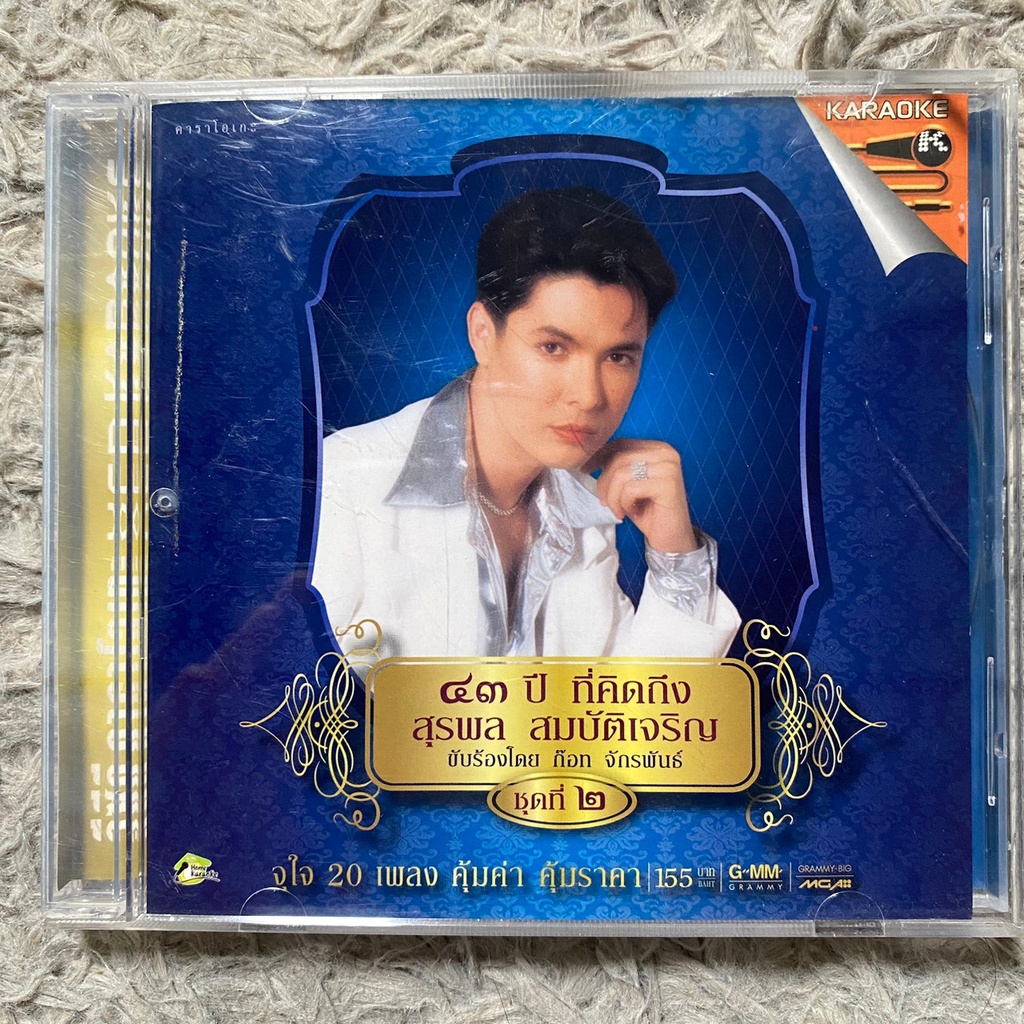 คาราโอเกะ
KARAOKE
๔๓ ปี ที่คิดถึง
สุรพล สมบัติเจริญ
ขับร้องโดย ก๊อท จักรพันธ์
ชุดที่ ๒
Home Karaoke
จุใจ 20 เพลง คุ้มค่า คุ้มราคา 155 บาท BAHT
GMM GRAMMY
GRAMMY BIG
MGA